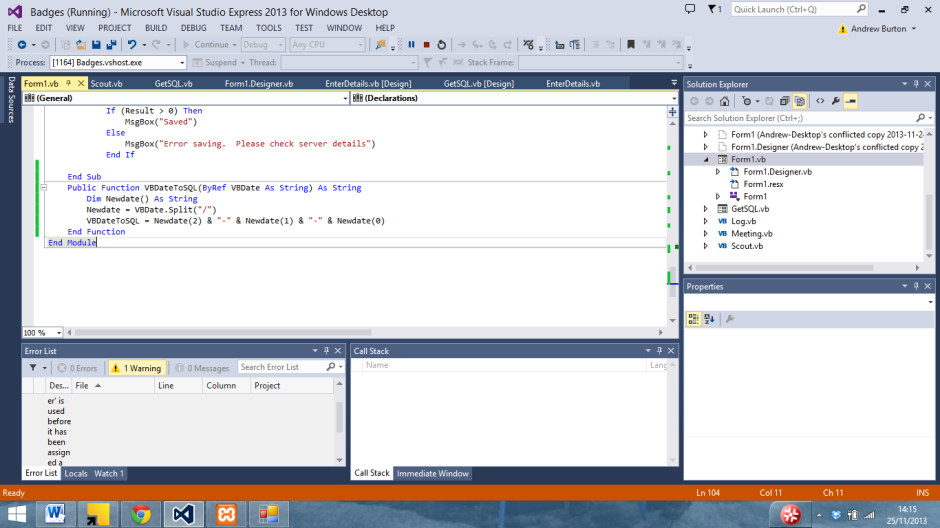 Badges (Running) - Microsoft Visual Studio Express 2013 for Windows Desktop
1
Quick Launch (Ctrl+Q)
FILE EDIT VIEW PROJECT BUILD DEBUG TEAM TOOLS TEST WINDOW HELP
Andrew Burton
Continue Debug Any CPU
Process: [1164] Badges.vshost.exe Suspend Thread: Stack Frame:
Data Sources
Form1.vb Scout.vb GetSQL.vb Form1.Designer.vb EnterDetails.vb [Design] GetSQL.vb [Design] EnterDetails.vb
(General) (Declarations)
If (Result > 0) Then
MsgBox("Saved")
Else
MsgBox("Error saving.  Please check server details")
End If
End Sub
Public Function VBDateToSQL(ByRef VBDate As String) As String
Dim Newdate() As String
Newdate = VBDate.Split("/")
VBDateToSQL = Newdate(2) & "-" & Newdate(1) & "-" & Newdate(0)
End Function
End Module
100 %
Solution Explorer
Search Solution Explorer (Ctrl+;)
Form1 (Andrew-Desktop's conflicted copy 2013-11-24
Form1.Designer (Andrew-Desktop's conflicted copy 2
Form1.vb
Form1.Designer.vb
Form1.resx
Form1
GetSQL.vb
Log.vb
Meeting.vb
Scout.vb
Properties
Error List
0 Errors 1 Warning 0 Messages Search Error List
Des... File Line Column Project
er' is
used
before
it has
been
assign
ed a
Error List Locals Watch 1
Call Stack
Name Lang
Call Stack Immediate Window
Ready Ln 104 Col 11 Ch 11 INS
14:15
25/11/2013